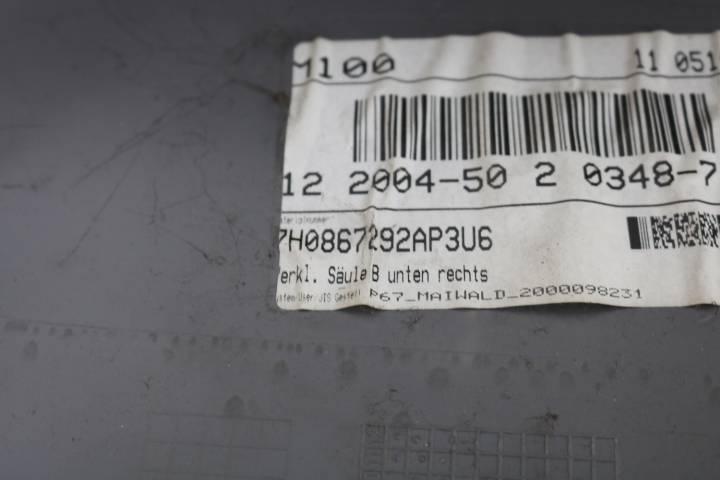 M100 11 051
12 2004-50 2 0348-7
7H0867292AP3U6
erkl. Säule B unten rechts
P67_MAIWALD_2000098231